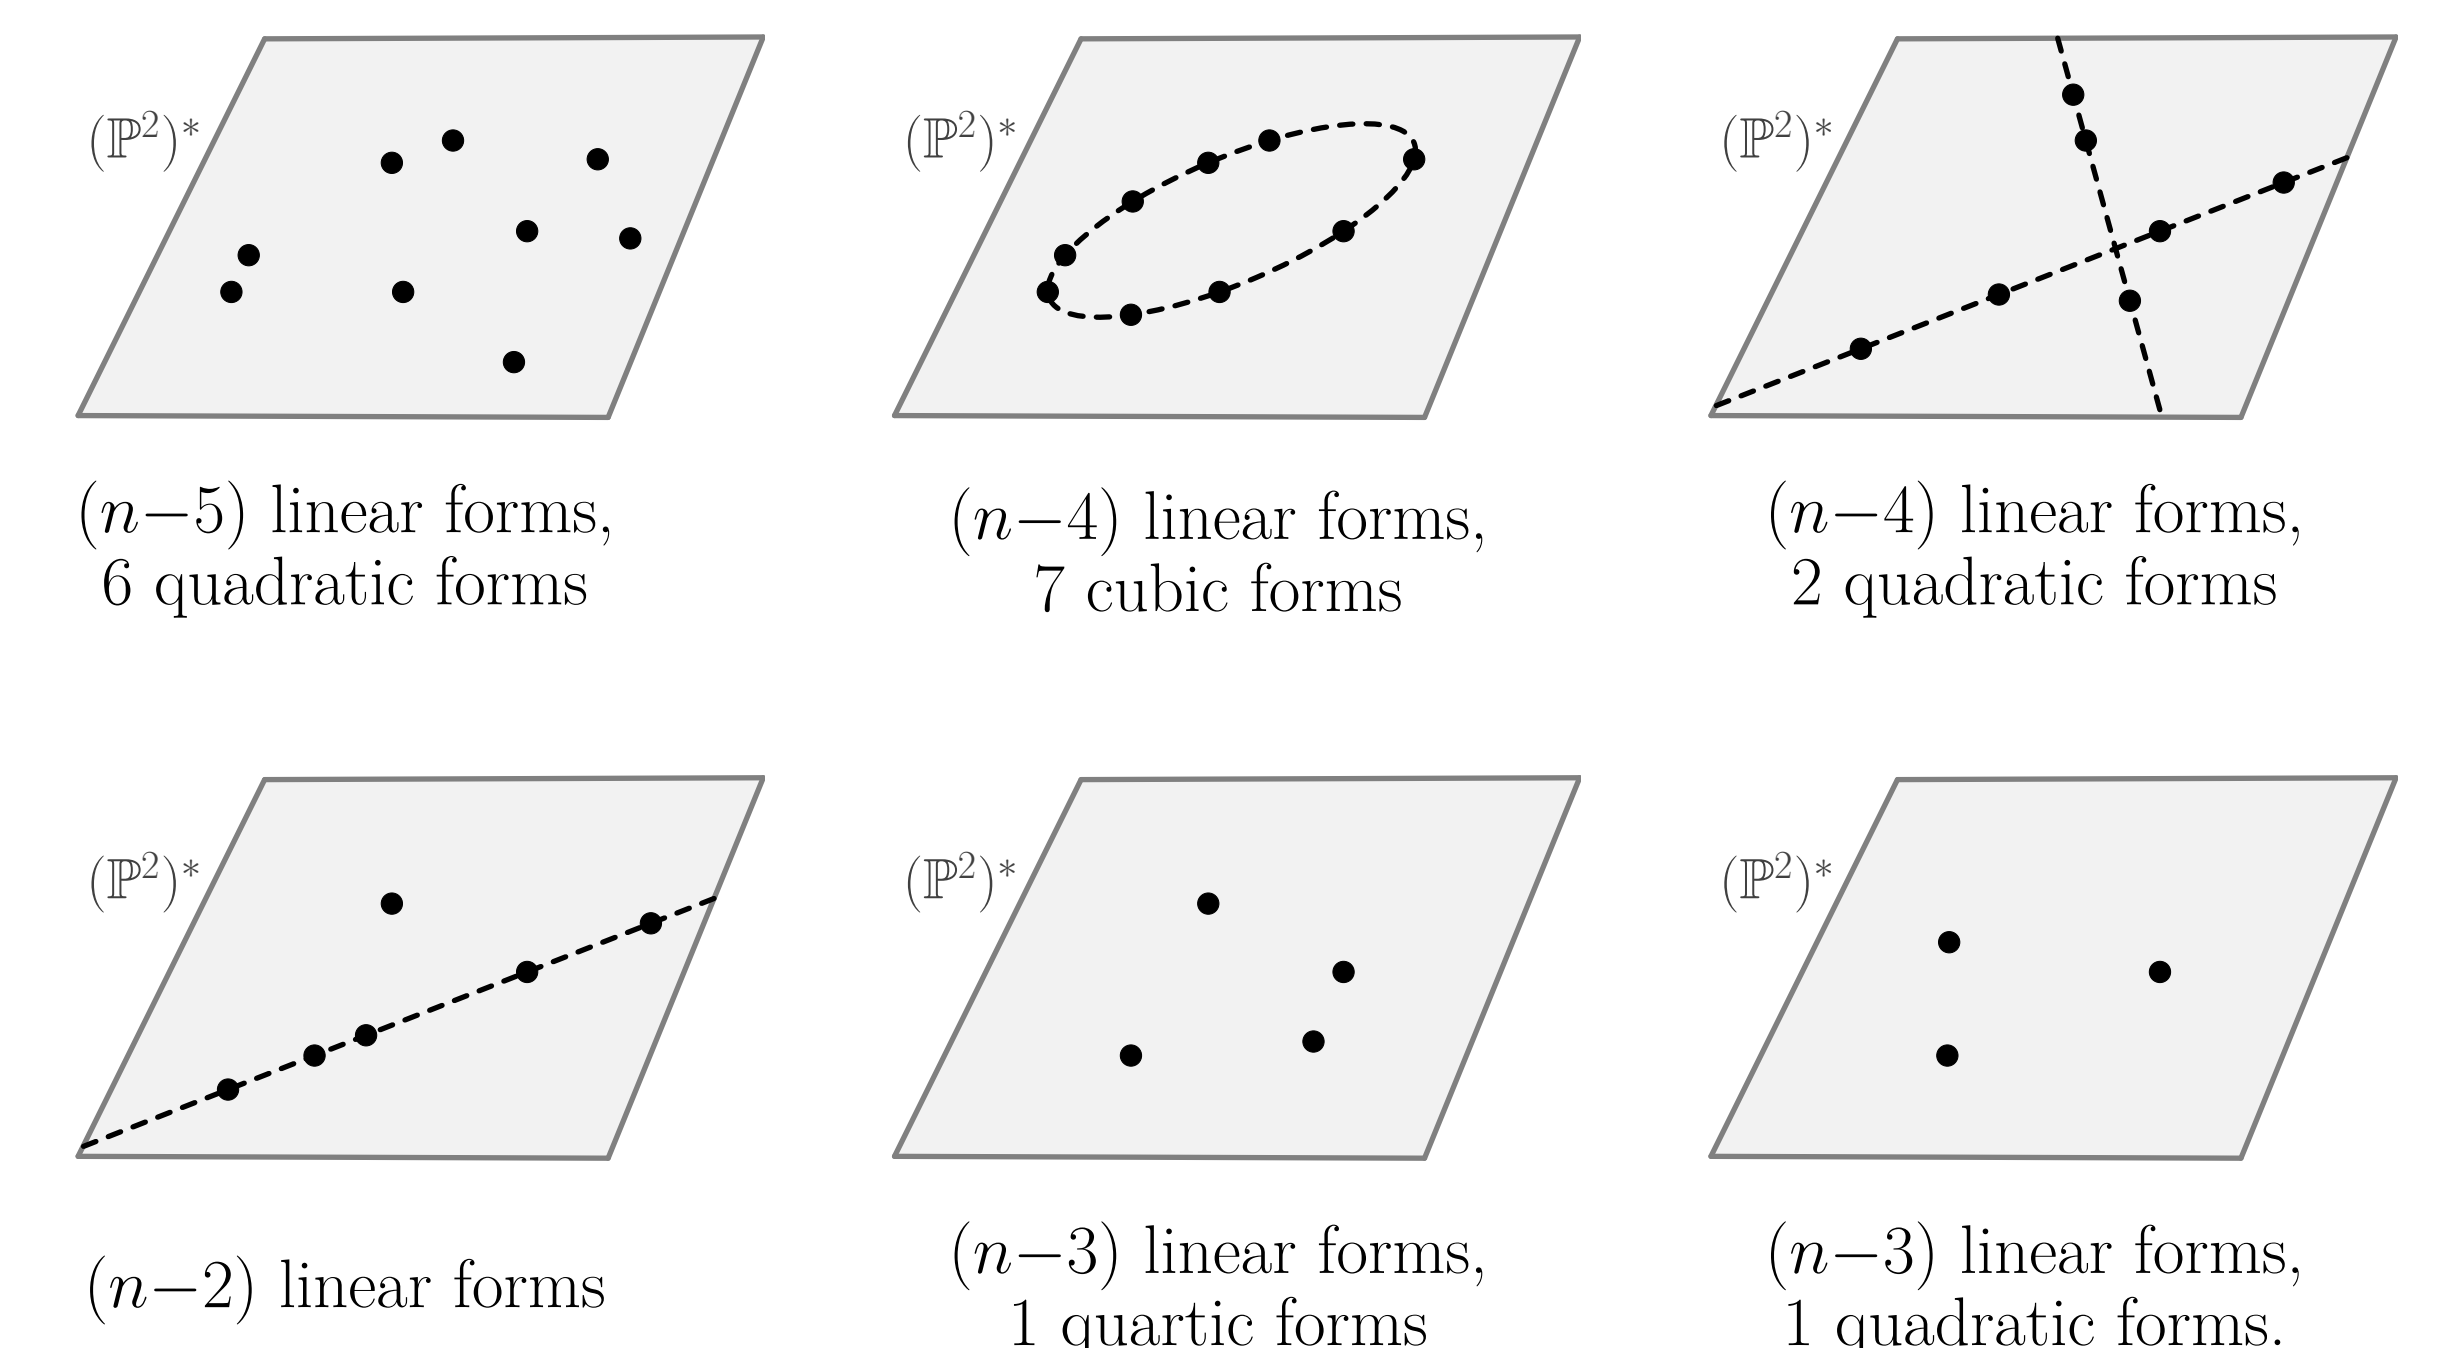 (ℙ²)*
(ℙ²)*
(ℙ²)*
(n−5) linear forms,
6 quadratic forms
(n−4) linear forms,
7 cubic forms
(n−4) linear forms,
2 quadratic forms
(ℙ²)*
(ℙ²)*
(ℙ²)*
(n−2) linear forms
(n−3) linear forms,
1 quartic forms
(n−3) linear forms,
1 quadratic forms.